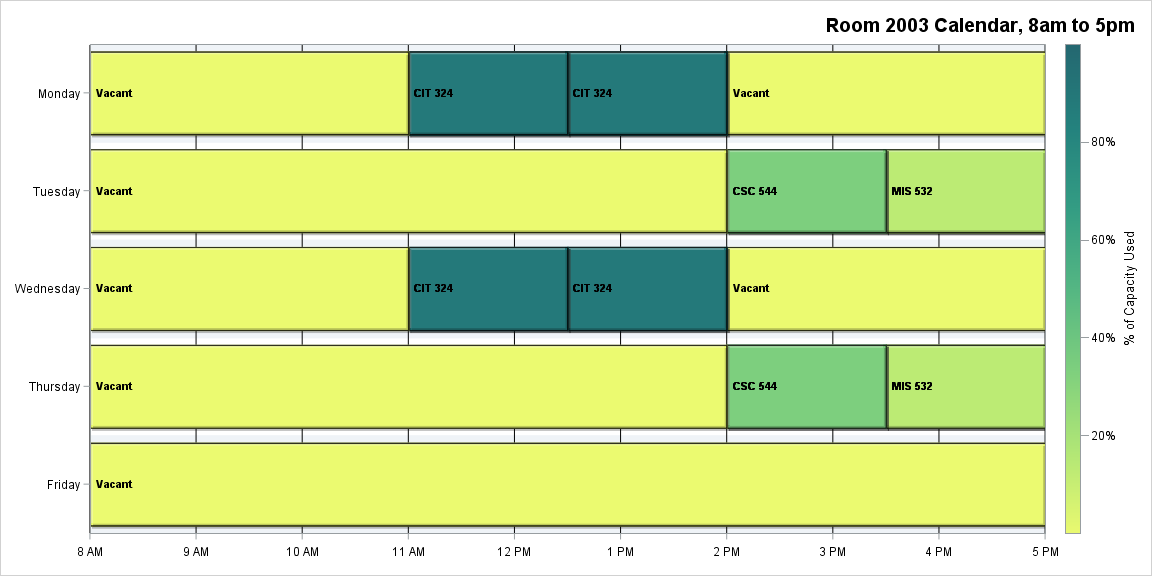 Room 2003 Calendar, 8am to 5pm
Monday Vacant CIT 324 CIT 324 Vacant
80%
Tuesday Vacant CSC 544 MIS 532
60%
% of Capacity Used
Wednesday Vacant CIT 324 CIT 324 Vacant
40%
Thursday Vacant CSC 544 MIS 532
20%
Friday Vacant
8 AM 9 AM 10 AM 11 AM 12 PM 1 PM 2 PM 3 PM 4 PM 5 PM